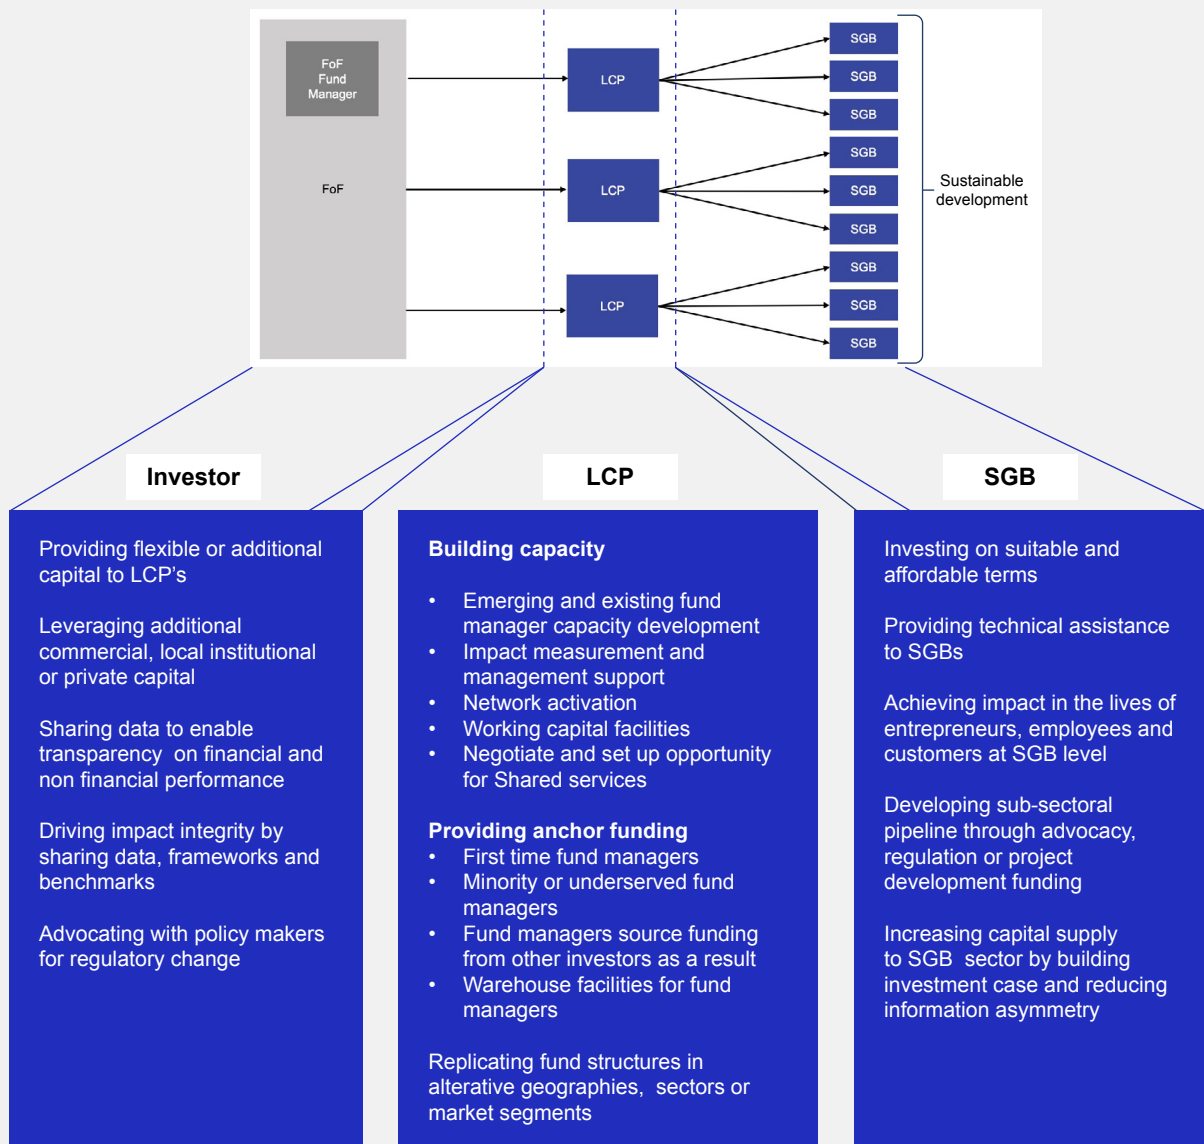 FoF
Fund
Manager
FoF
LCP
LCP
LCP
SGB
SGB
SGB
SGB
SGB
SGB
SGB
SGB
SGB
Sustainable
development
Investor
Providing flexible or additional
capital to LCP's
Leveraging additional
commercial, local institutional
or private capital
Sharing data to enable
transparency on financial and
non financial performance
Driving impact integrity by
sharing data, frameworks and
benchmarks
Advocating with policy makers
for regulatory change
LCP
Building capacity
• Emerging and existing fund
manager capacity development
• Impact measurement and
management support
• Network activation
• Working capital facilities
• Negotiate and set up opportunity
for Shared services
Providing anchor funding
• First time fund managers
• Minority or underserved fund
managers
• Fund managers source funding
from other investors as a result
• Warehouse facilities for fund
managers
Replicating fund structures in
alterative geographies, sectors or
market segments
SGB
Investing on suitable and
affordable terms
Providing technical assistance
to SGBs
Achieving impact in the lives of
entrepreneurs, employees and
customers at SGB level
Developing sub-sectoral
pipeline through advocacy,
regulation or project
development funding
Increasing capital supply
to SGB sector by building
investment case and reducing
information asymmetry